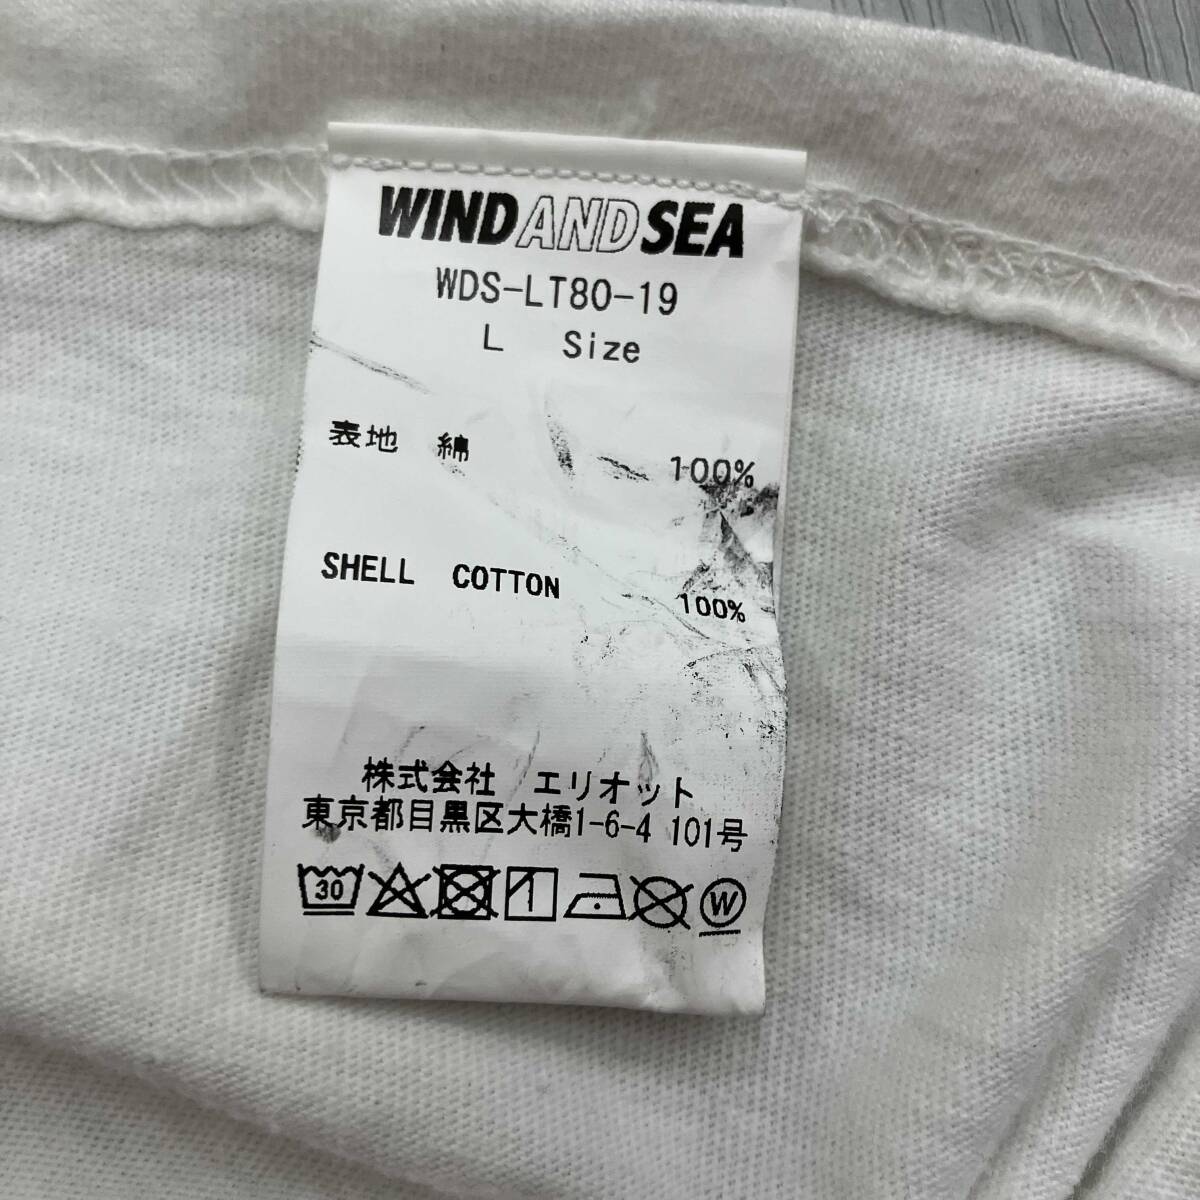 WINDANDSEA
WDS-LT80-19
L Size
表地 綿 100%
SHELL COTTON 100%
株式会社 エリオット
東京都目黒区大橋1-6-4 101号
30 W